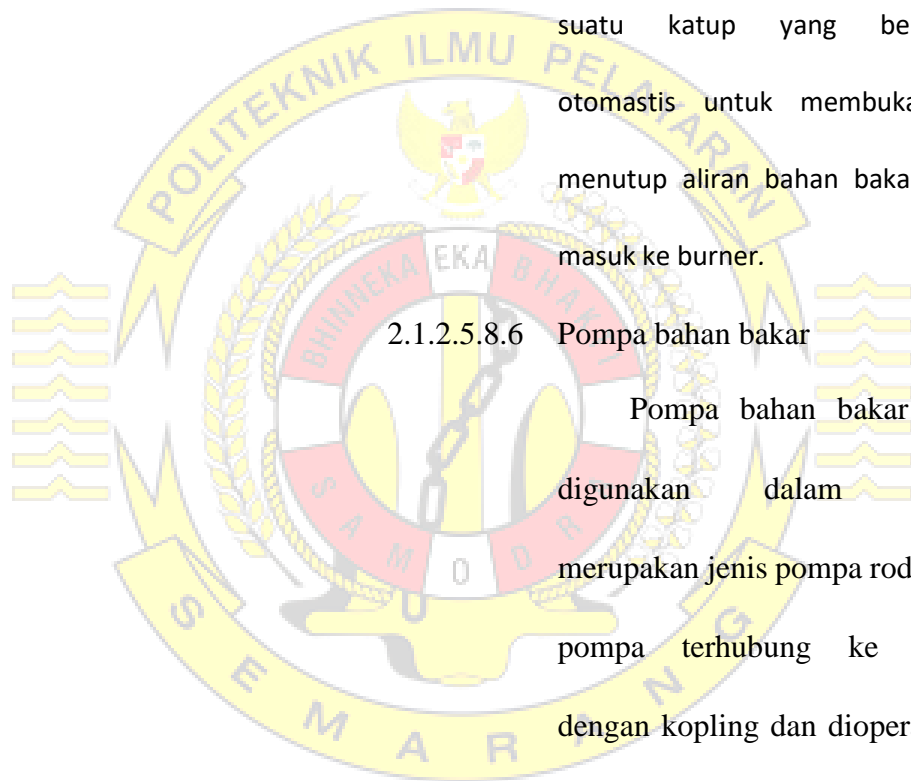 suatu katup yang be
otomastis untuk membuka
menutup aliran bahan baka
masuk ke burner.
2.1.2.5.8.6 Pompa bahan bakar
Pompa bahan bakar
digunakan dalam
merupakan jenis pompa rod
pompa terhubung ke
dengan kopling dan dioper
POLITEKNIK ILMU PELAYARAN
BHINNEKA EKA BHAKTI
SAMODRA
SEMARANG